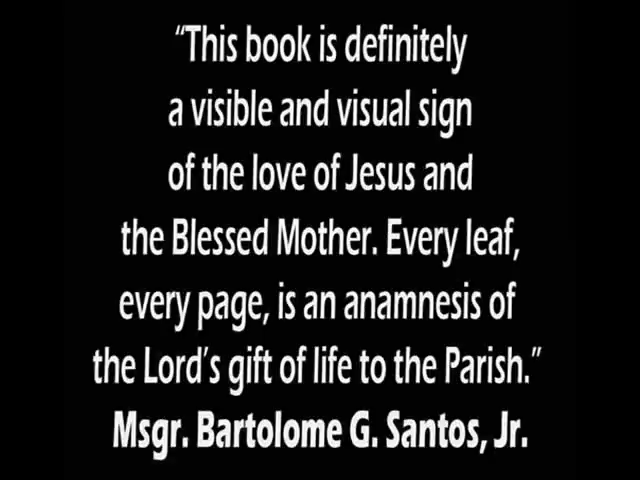 “This book is definitely
a visible and visual sign
of the love of Jesus and
the Blessed Mother. Every leaf,
every page, is an anamnesis of
the Lord’s gift of life to the Parish.”
Msgr. Bartolome G. Santos, Jr.